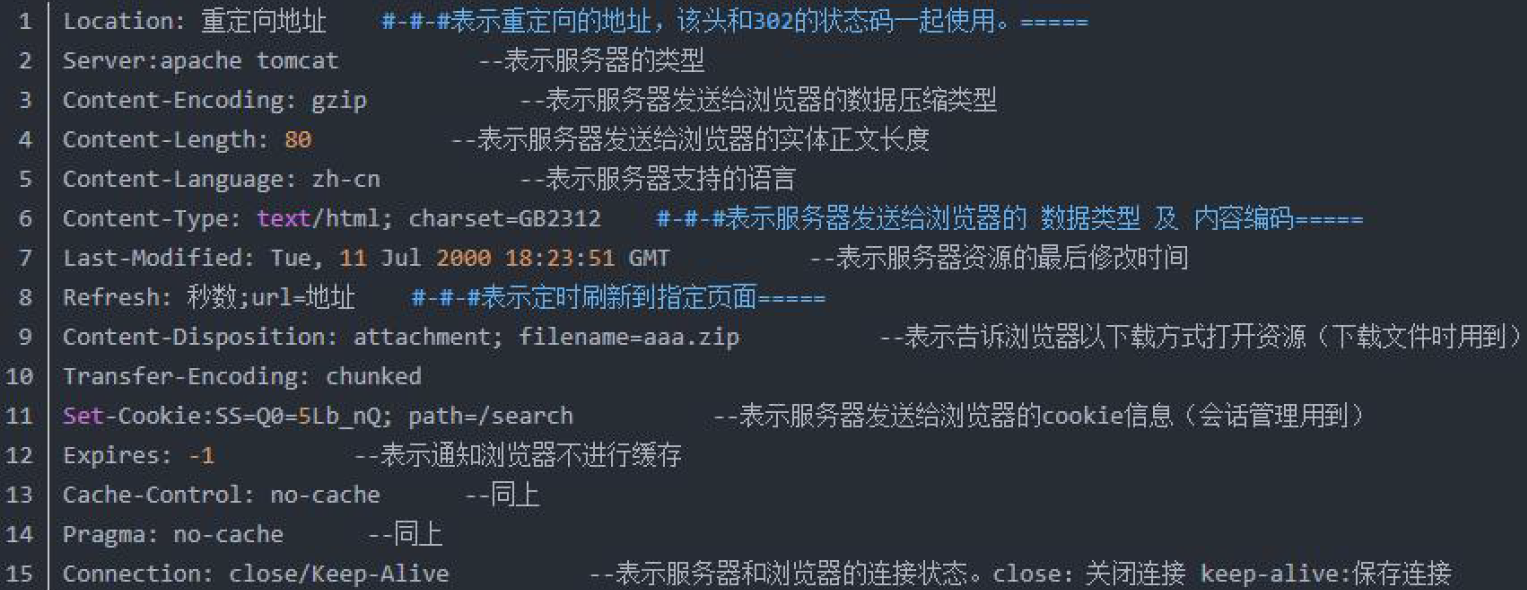 1 Location: 重定向地址 #-#-#表示重定向的地址，该头和302的状态码一起使用。=====
2 Server:apache tomcat --表示服务器的类型
3 Content-Encoding: gzip --表示服务器发送给浏览器的数据压缩类型
4 Content-Length: 80 --表示服务器发送给浏览器的实体正文长度
5 Content-Language: zh-cn --表示服务器支持的语言
6 Content-Type: text/html; charset=GB2312 #-#-#表示服务器发送给浏览器的 数据类型 及 内容编码=====
7 Last-Modified: Tue, 11 Jul 2000 18:23:51 GMT --表示服务器资源的最后修改时间
8 Refresh: 秒数;url=地址 #-#-#表示定时刷新到指定页面=====
9 Content-Disposition: attachment; filename=aaa.zip --表示告诉浏览器以下载方式打开资源（下载文件时用到）
10 Transfer-Encoding: chunked
11 Set-Cookie:SS=Q0=5Lb_nQ; path=/search --表示服务器发送给浏览器的cookie信息（会话管理用到）
12 Expires: -1 --表示通知浏览器不进行缓存
13 Cache-Control: no-cache --同上
14 Pragma: no-cache --同上
15 Connection: close/Keep-Alive --表示服务器和浏览器的连接状态。close：关闭连接 keep-alive:保存连接